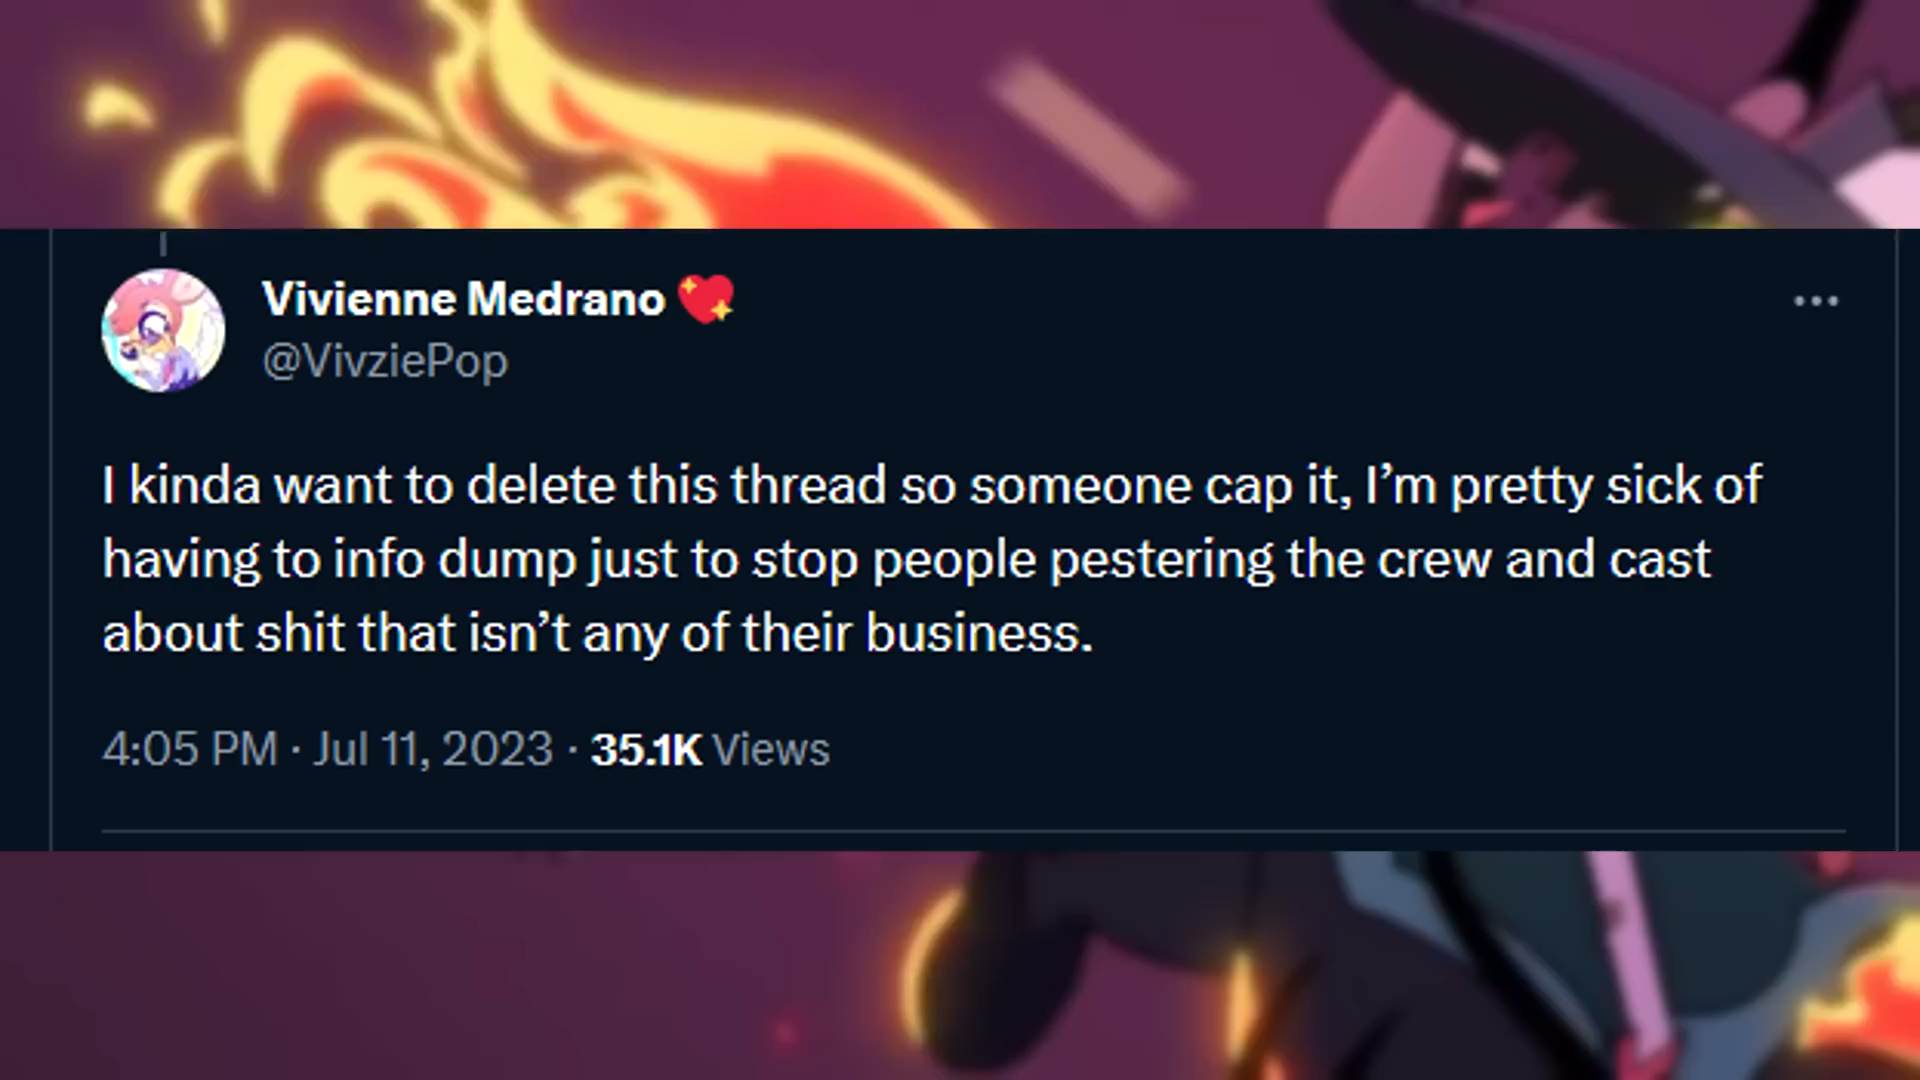 Vivienne Medrano 💖
@VivziePop
I kinda want to delete this thread so someone cap it, I’m pretty sick of
having to info dump just to stop people pestering the crew and cast
about shit that isn’t any of their business.
4:05 PM · Jul 11, 2023 · 35.1K Views